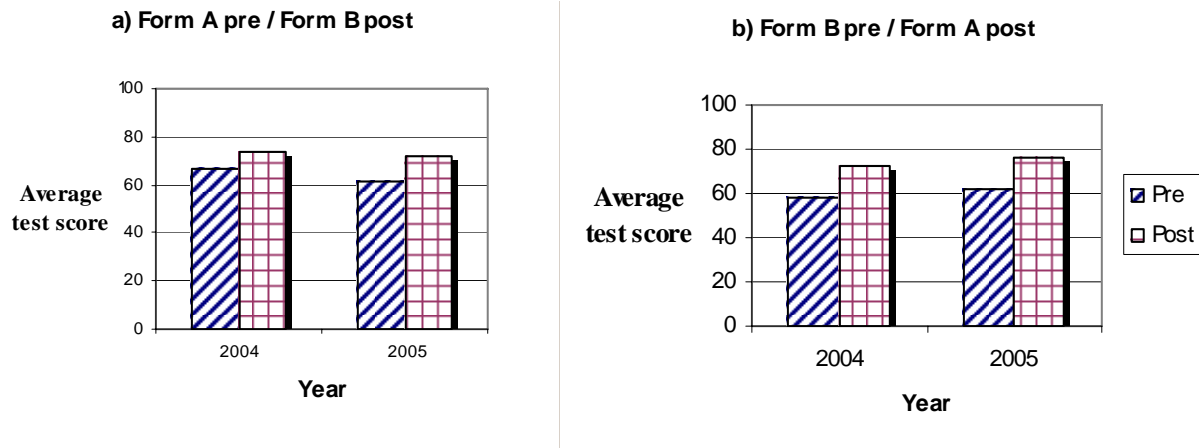 a) Form A pre / Form B post
100
80
60
40
20
0
Average
test score
2004
2005
Year
b) Form B pre / Form A post
100
80
60
40
20
0
Average
test score
2004
2005
Year
Pre
Post